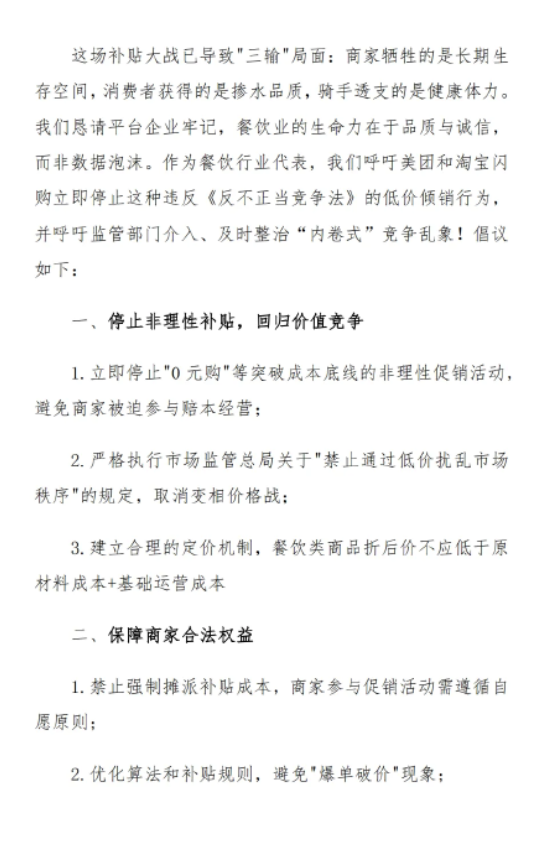 这场补贴大战已导致"三输"局面：商家牺牲的是长期生
存空间，消费者获得的是掺水品质，骑手透支的是健康体力。
我们恳请平台企业牢记，餐饮业的生命力在于品质与诚信，
而非数据泡沫。作为餐饮行业代表，我们呼吁美团和淘宝闪
购立即停止这种违反《反不正当竞争法》的低价倾销行为，
并呼吁监管部门介入、及时整治“内卷式”竞争乱象！倡议
如下：
一、停止非理性补贴，回归价值竞争
1.立即停止"0 元购"等突破成本底线的非理性促销活动，
避免商家被迫参与赔本经营；
2.严格执行市场监管总局关于"禁止通过低价扰乱市场
秩序"的规定，取消变相价格战；
3.建立合理的定价机制，餐饮类商品折后价不应低于原
材料成本+基础运营成本
二、保障商家合法权益
1.禁止强制摊派补贴成本，商家参与促销活动需遵循自
愿原则；
2.优化算法和补贴规则，避免"爆单破价"现象；